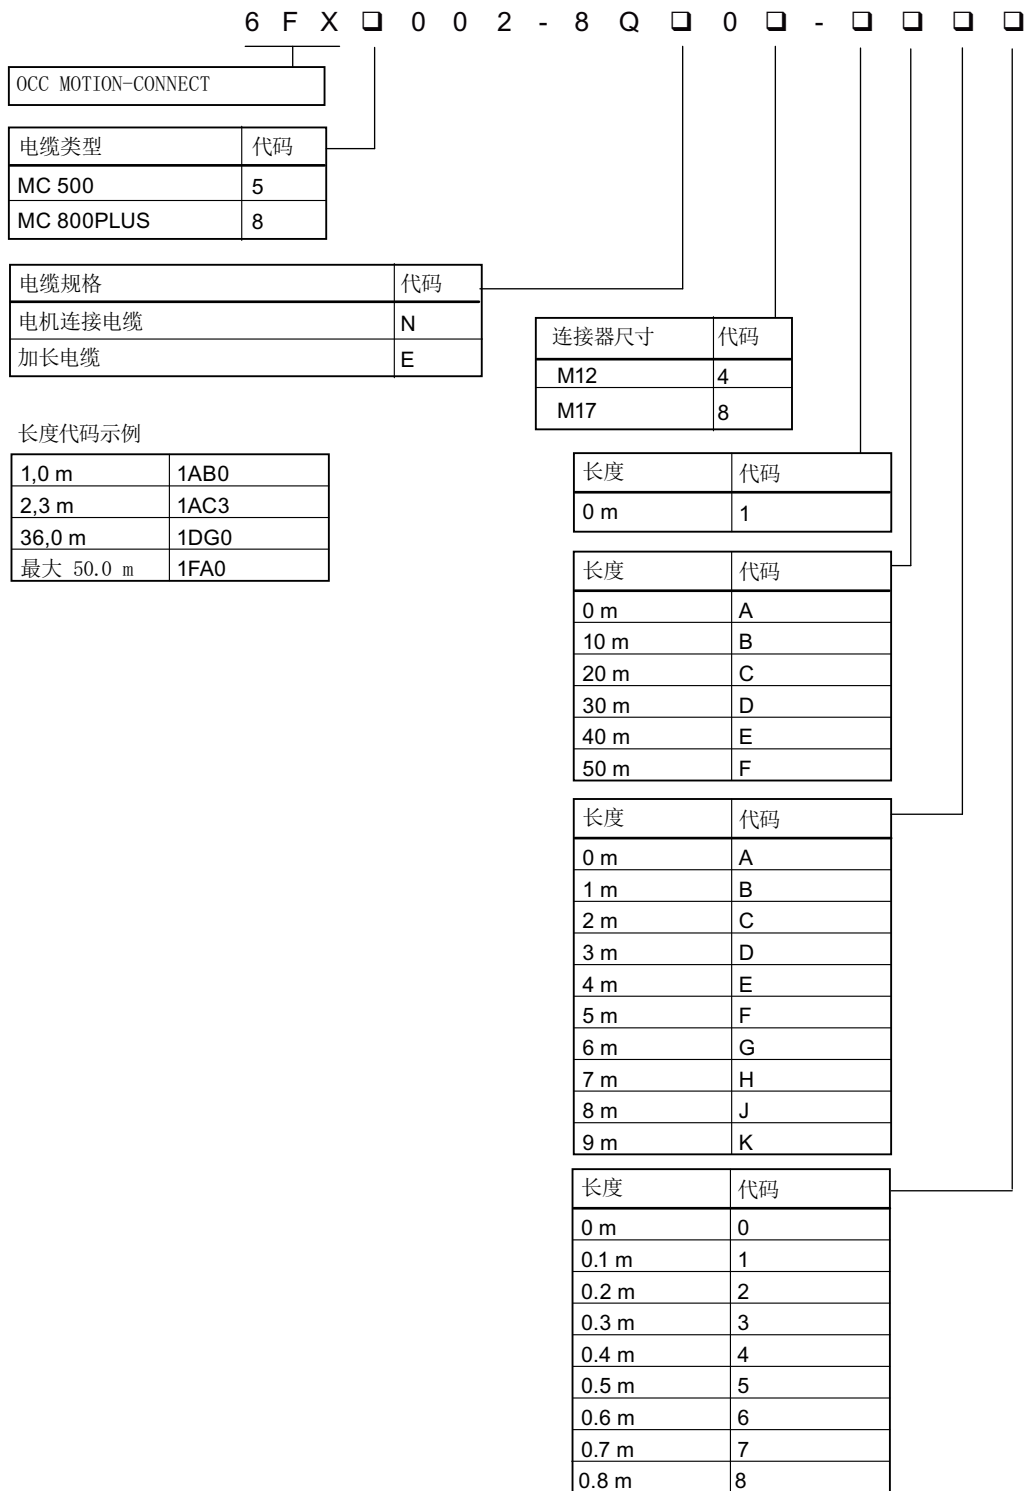 6 F X ❑ 0 0 2 - 8 Q ❑ 0 ❑ - ❑ ❑ ❑ ❑
OCC MOTION-CONNECT
电缆类型 代码
MC 500 5
MC 800PLUS 8
电缆规格 代码
电机连接电缆 N
加长电缆 E
连接器尺寸 代码
M12 4
M17 8
长度代码示例
1,0 m 1AB0
2,3 m 1AC3
36,0 m 1DG0
最大 50.0 m 1FA0
长度 代码
0 m 1
长度 代码
0 m A
10 m B
20 m C
30 m D
40 m E
50 m F
长度 代码
0 m A
1 m B
2 m C
3 m D
4 m E
5 m F
6 m G
7 m H
8 m J
9 m K
长度 代码
0 m 0
0.1 m 1
0.2 m 2
0.3 m 3
0.4 m 4
0.5 m 5
0.6 m 6
0.7 m 7
0.8 m 8